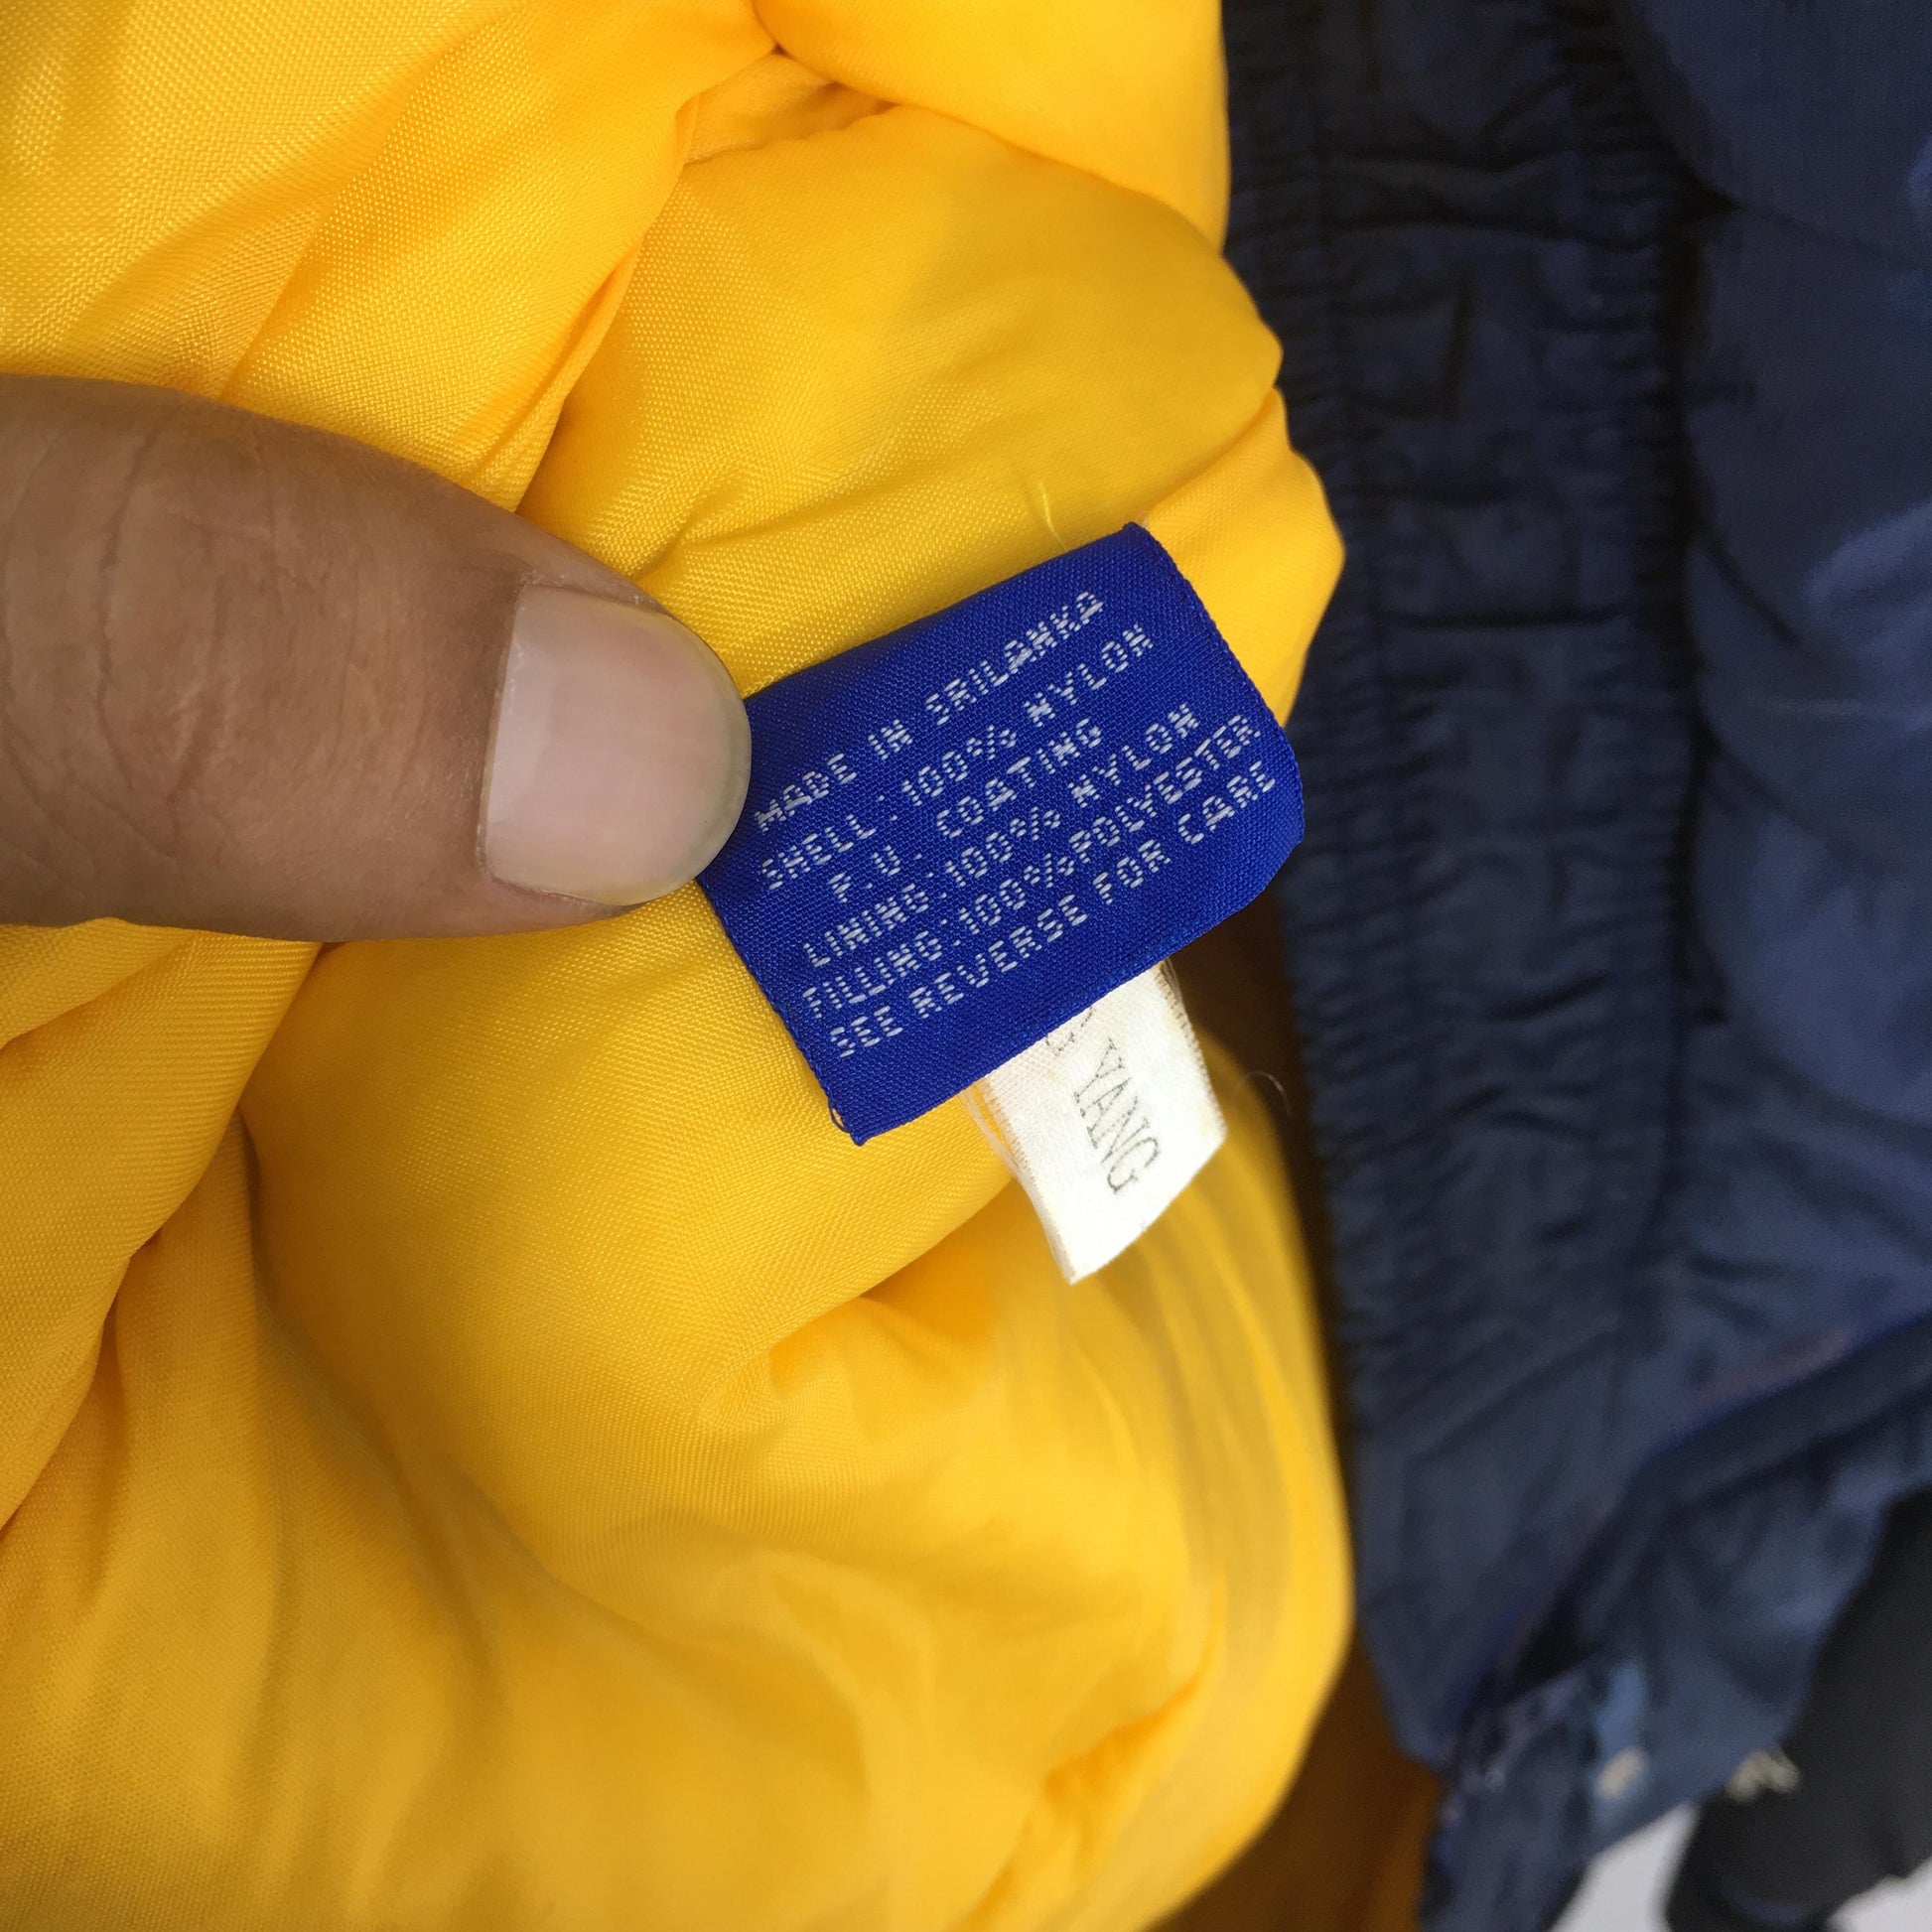 MADE IN SRILANKA
SHELL : 100% NYLON
P.U. COATING
LINING : 100% NYLON
FILLING : 100% POLYESTER
SEE REVERSE FOR CARE
YANG